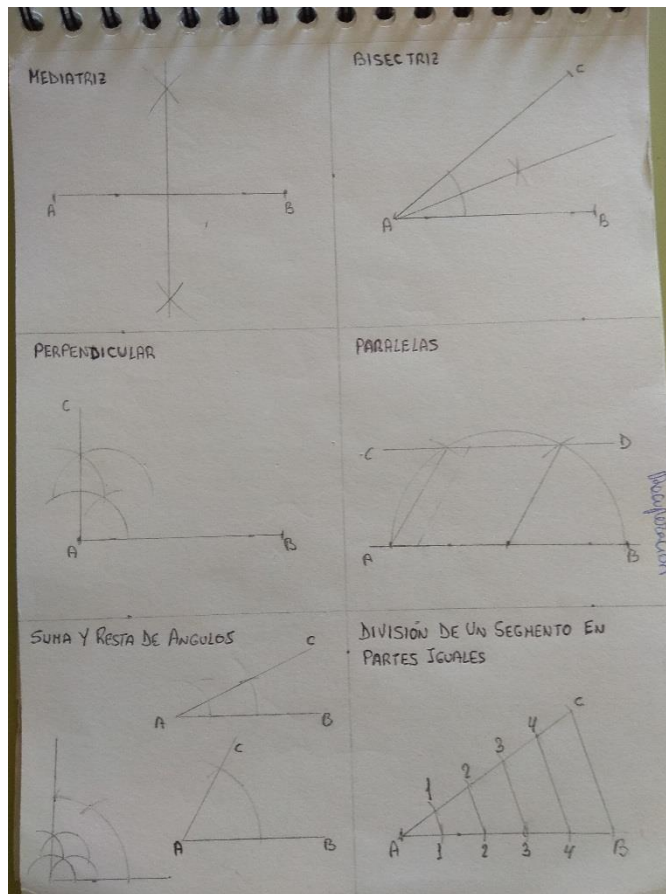 MEDIATRIZ
A
B
BISECTRIZ
C
A
B
PERPENDICULAR
C
A
B
PARALELAS
C
D
A
B
SUMA Y RESTA DE ANGULOS
C
A
B
C
A
B
DIVISIÓN DE UN SEGMENTO EN
PARTES IGUALES
C
4
3
2
1
A
1
2
3
4
B